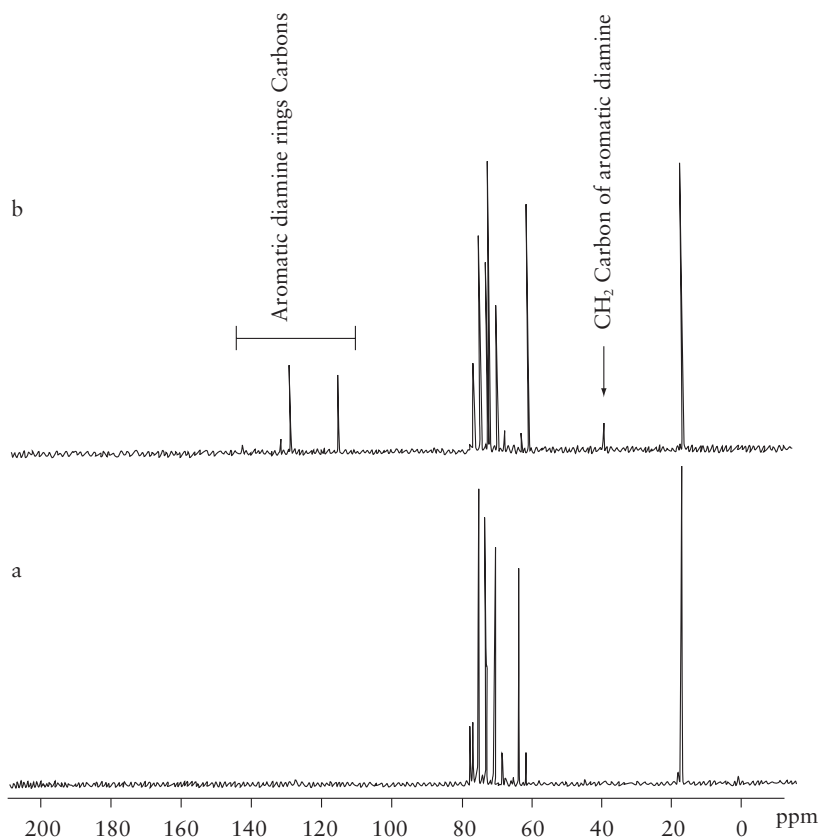 Aromatic diamine rings Carbons
CH₂ Carbon of aromatic diamine
b
a
200 180 160 140 120 100 80 60 40 20 0 ppm